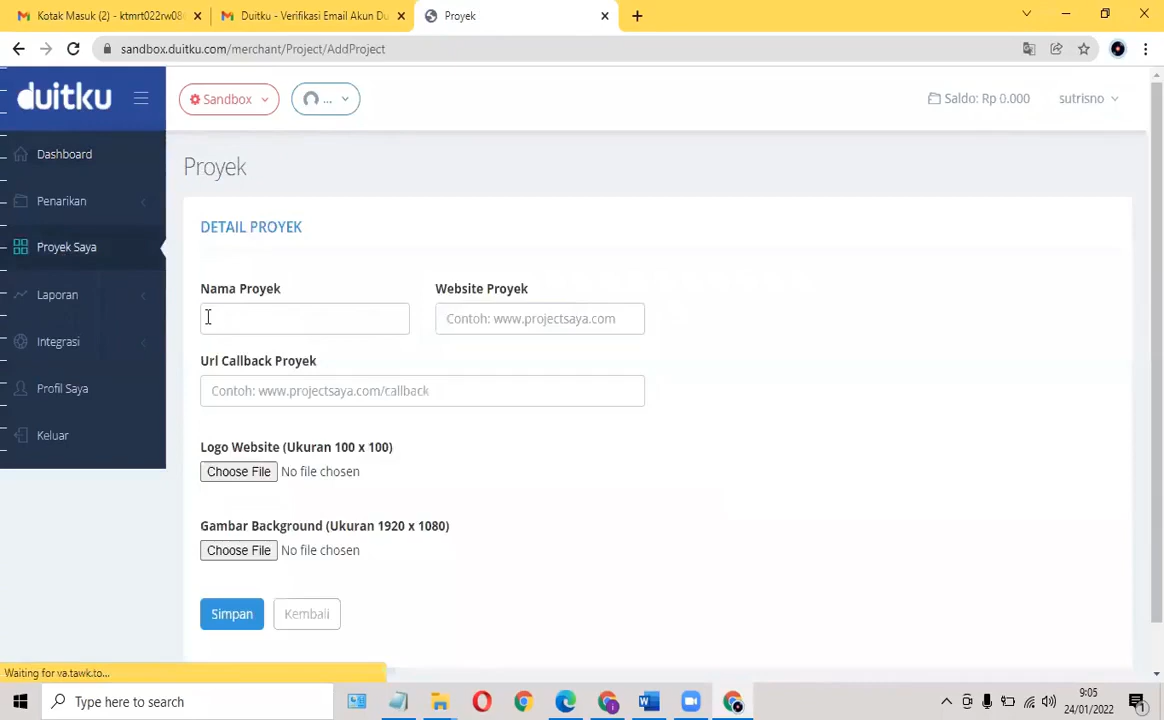 Kotak Masuk (2) - ktmrt022rw08
Duitku - Verifikasi Email Akun Du
Proyek
sandbox.duitku.com/merchant/Project/AddProject
duitku
Sandbox
...
Saldo: Rp 0.000
sutrisno
Dashboard
Penarikan
Proyek Saya
Laporan
Integrasi
Profil Saya
Keluar
Proyek
DETAIL PROYEK
Nama Proyek
Website Proyek
Contoh: www.projectsaya.com
Url Callback Proyek
Contoh: www.projectsaya.com/callback
Logo Website (Ukuran 100 x 100)
Choose File No file chosen
Gambar Background (Ukuran 1920 x 1080)
Choose File No file chosen
Simpan
Kembali
Waiting for va.tawk.to...
Type here to search
9:05
24/01/2022
1